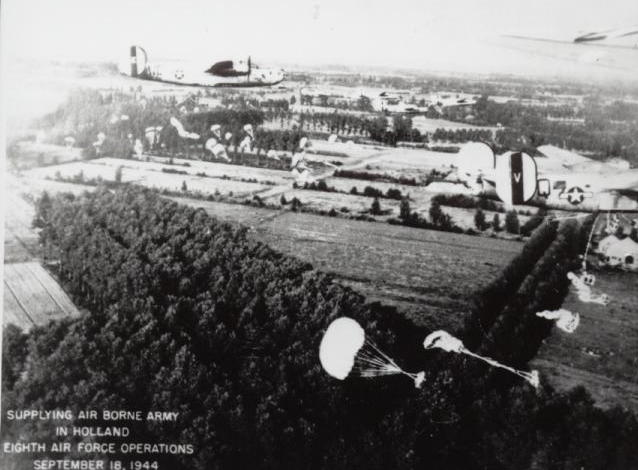 V
SUPPLYING AIR BORNE ARMY
IN HOLLAND
EIGHTH AIR FORCE OPERATIONS
SEPTEMBER 18, 1944